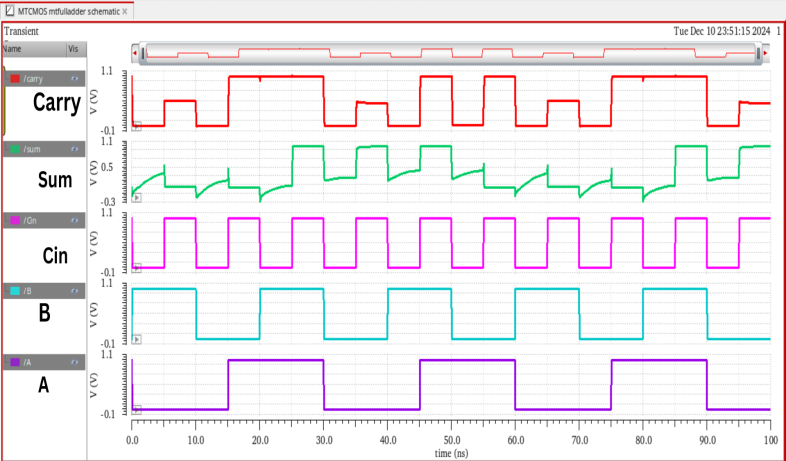 MTCMOS mtfulladder schematic ×
Transient
Tue Dec 10 23:51:15 2024 1
Name Vis
/carry
Carry
V (V)
1.1
-0.1
/sum
Sum
V (V)
1.1
0.5
-0.3
Cin
V (V)
1.1
-0.1
/B
B
V (V)
1.1
-0.1
/A
A
V (V)
1.1
-0.1
0.0 10.0 20.0 30.0 40.0 50.0 60.0 70.0 80.0 90.0 100.0
time (ns)